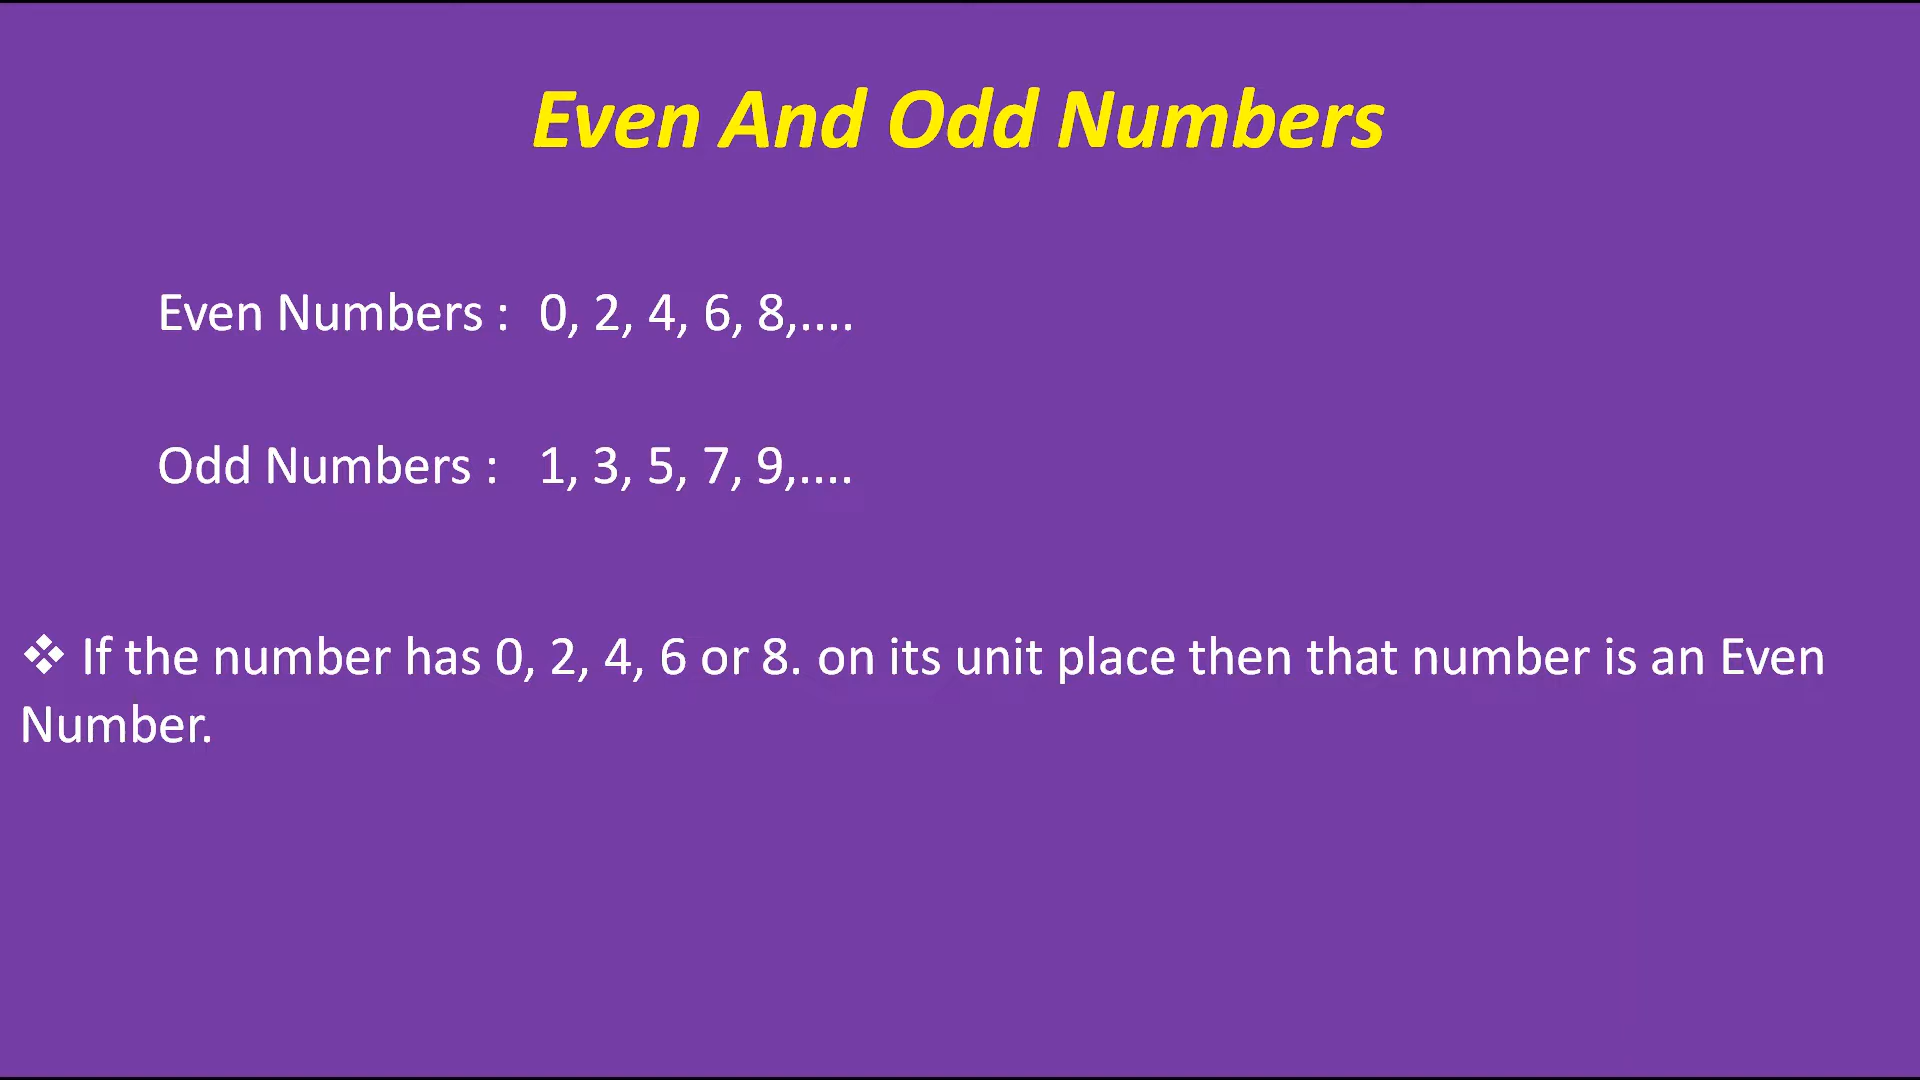 Even And Odd Numbers
Even Numbers : 0, 2, 4, 6, 8,....
Odd Numbers : 1, 3, 5, 7, 9,....
❖ If the number has 0, 2, 4, 6 or 8. on its unit place then that number is an Even
Number.